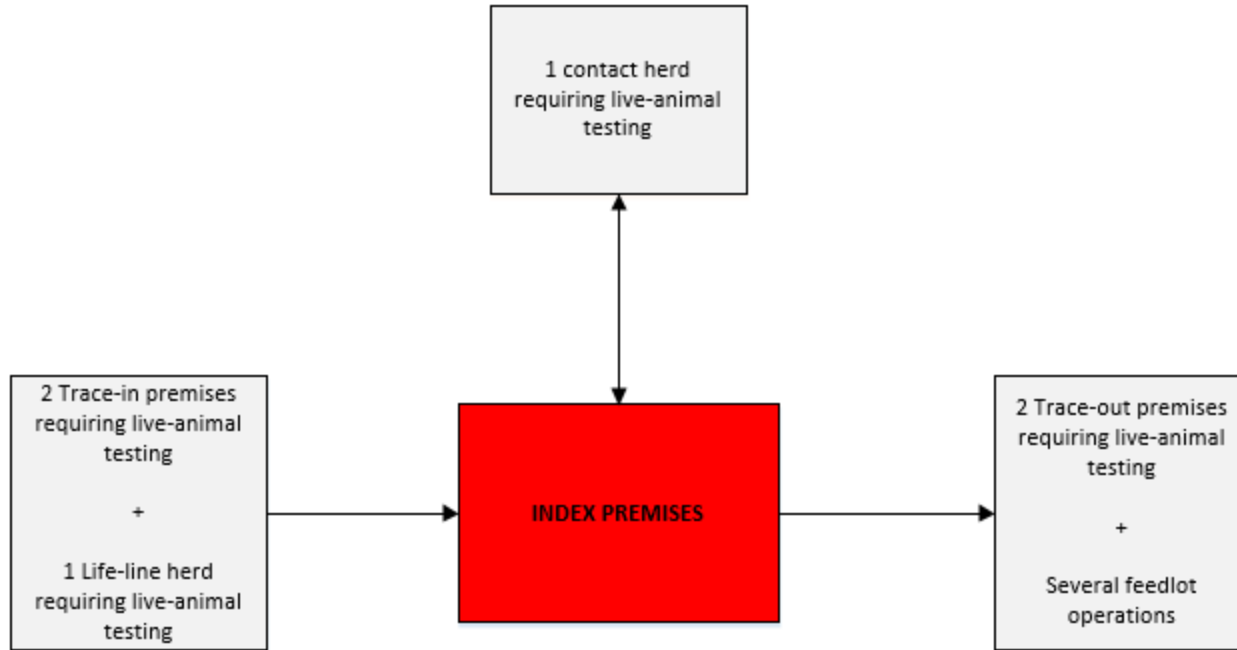 1 contact herd
requiring live-animal
testing
2 Trace-in premises
requiring live-animal
testing
+
1 Life-line herd
requiring live-animal
testing
INDEX PREMISES
2 Trace-out premises
requiring live-animal
testing
+
Several feedlot
operations